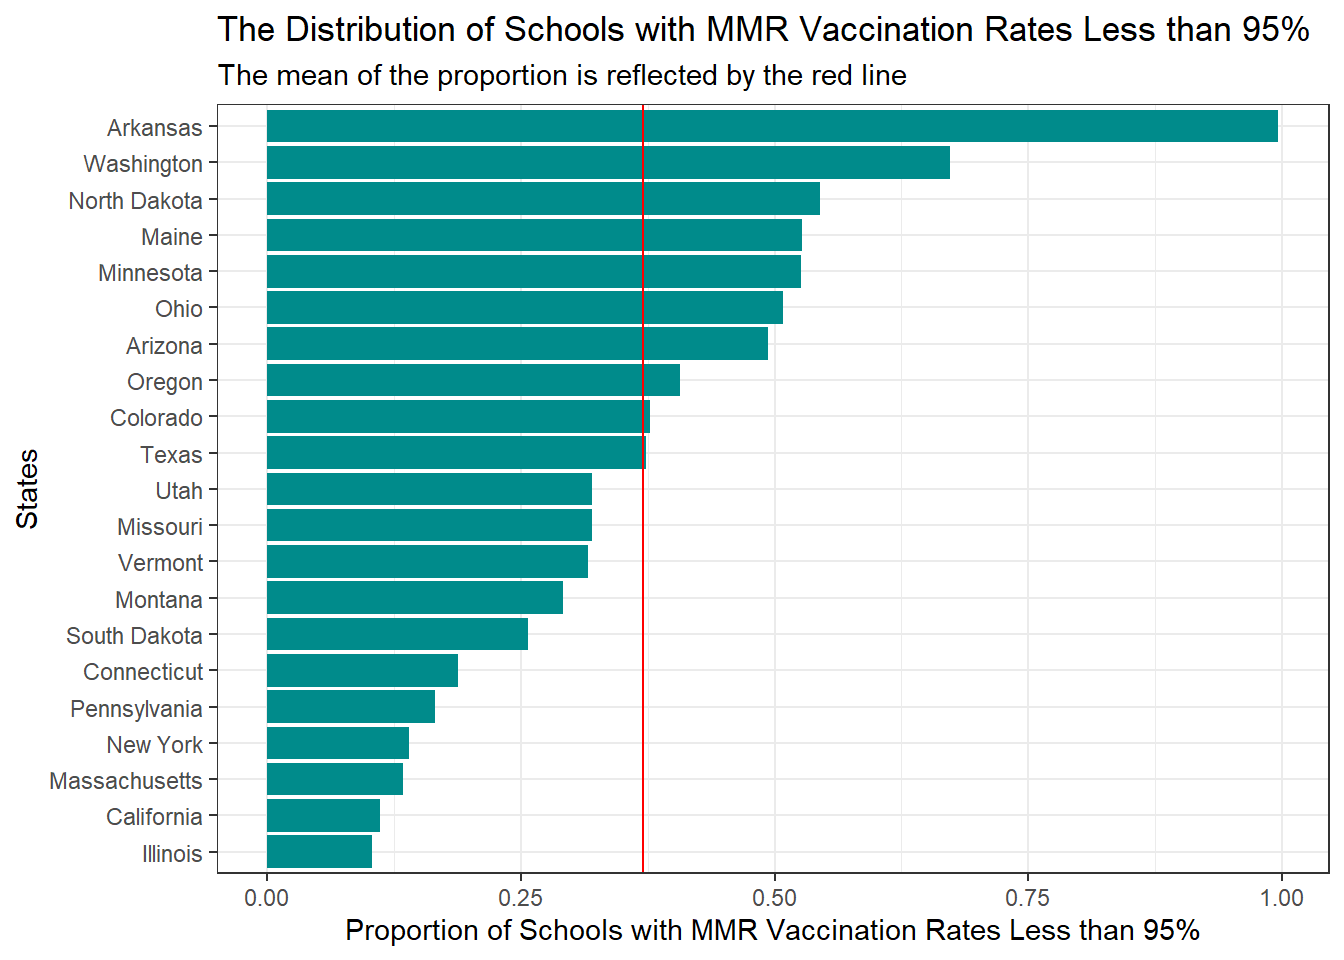 The Distribution of Schools with MMR Vaccination Rates Less than 95%
The mean of the proportion is reflected by the red line
States
Arkansas
Washington
North Dakota
Maine
Minnesota
Ohio
Arizona
Oregon
Colorado
Texas
Utah
Missouri
Vermont
Montana
South Dakota
Connecticut
Pennsylvania
New York
Massachusetts
California
Illinois
0.00 0.25 0.50 0.75 1.00
Proportion of Schools with MMR Vaccination Rates Less than 95%